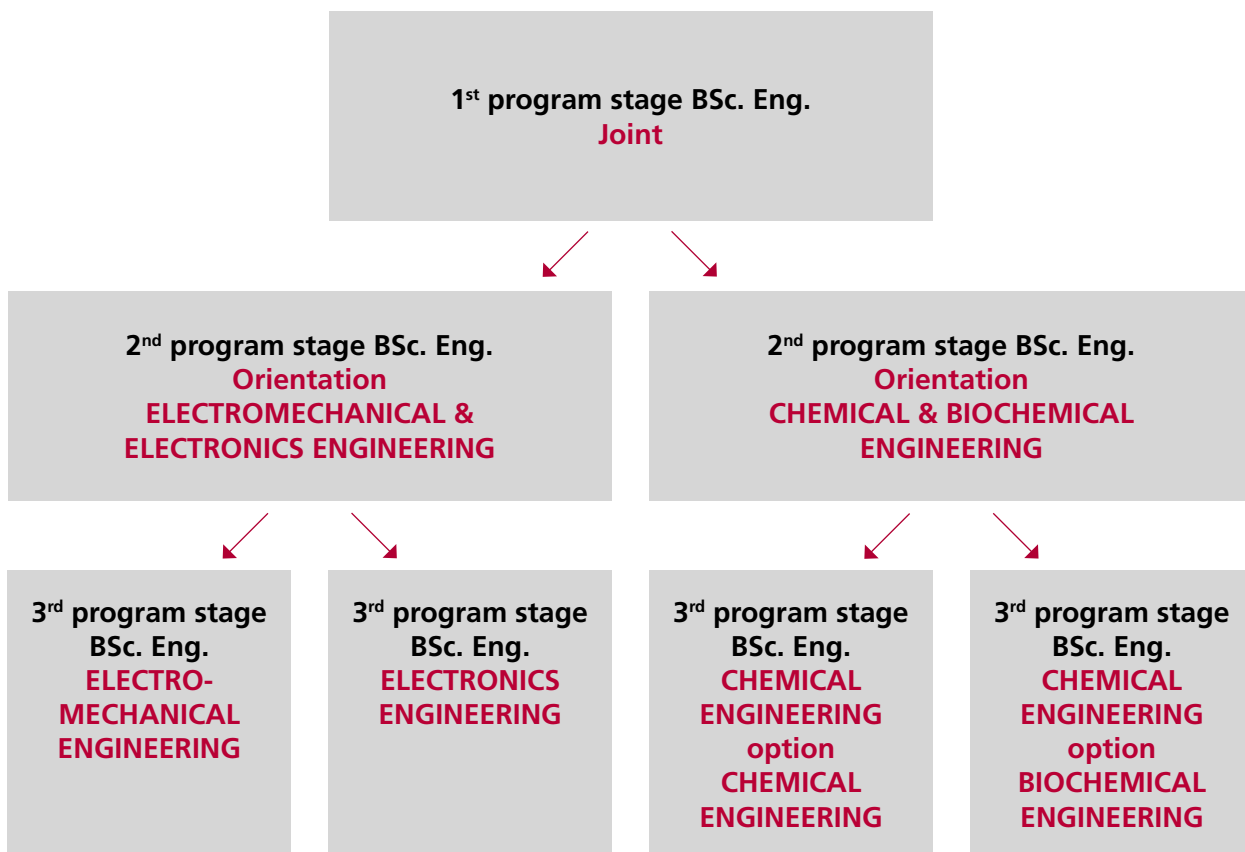 1st program stage BSc. Eng.
Joint
2nd program stage BSc. Eng.
Orientation
ELECTROMECHANICAL &
ELECTRONICS ENGINEERING
2nd program stage BSc. Eng.
Orientation
CHEMICAL & BIOCHEMICAL
ENGINEERING
3rd program stage
BSc. Eng.
ELECTRO-
MECHANICAL
ENGINEERING
3rd program stage
BSc. Eng.
ELECTRONICS
ENGINEERING
3rd program stage
BSc. Eng.
CHEMICAL
ENGINEERING
option
CHEMICAL
ENGINEERING
3rd program stage
BSc. Eng.
CHEMICAL
ENGINEERING
option
BIOCHEMICAL
ENGINEERING